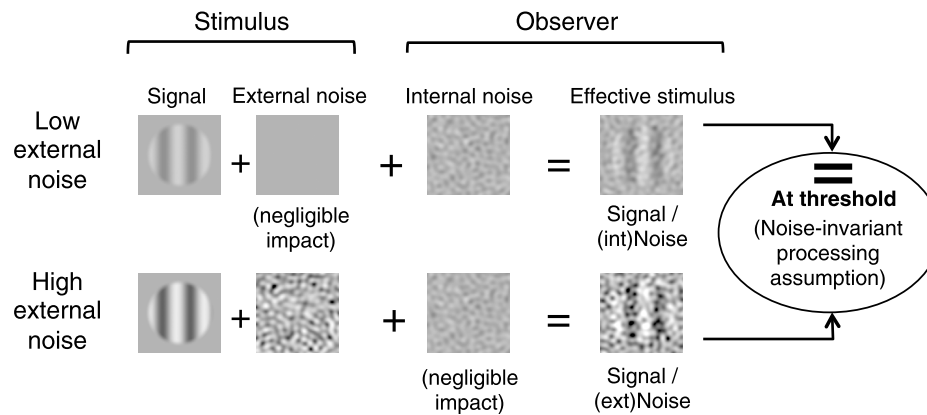 Stimulus
Observer
Signal
External noise
Internal noise
Effective stimulus
Low
external
noise
+
+
=
(negligible
impact)
Signal /
(int)Noise
=
At threshold
(Noise-invariant
processing
assumption)
High
external
noise
+
+
=
(negligible
impact)
Signal /
(ext)Noise